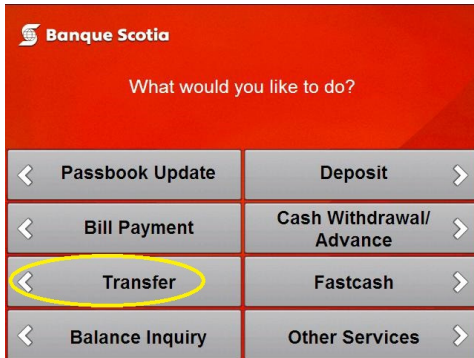 Banque Scotia
What would you like to do?
Passbook Update
Deposit
Bill Payment
Cash Withdrawal/
Advance
Transfer
Fastcash
Balance Inquiry
Other Services